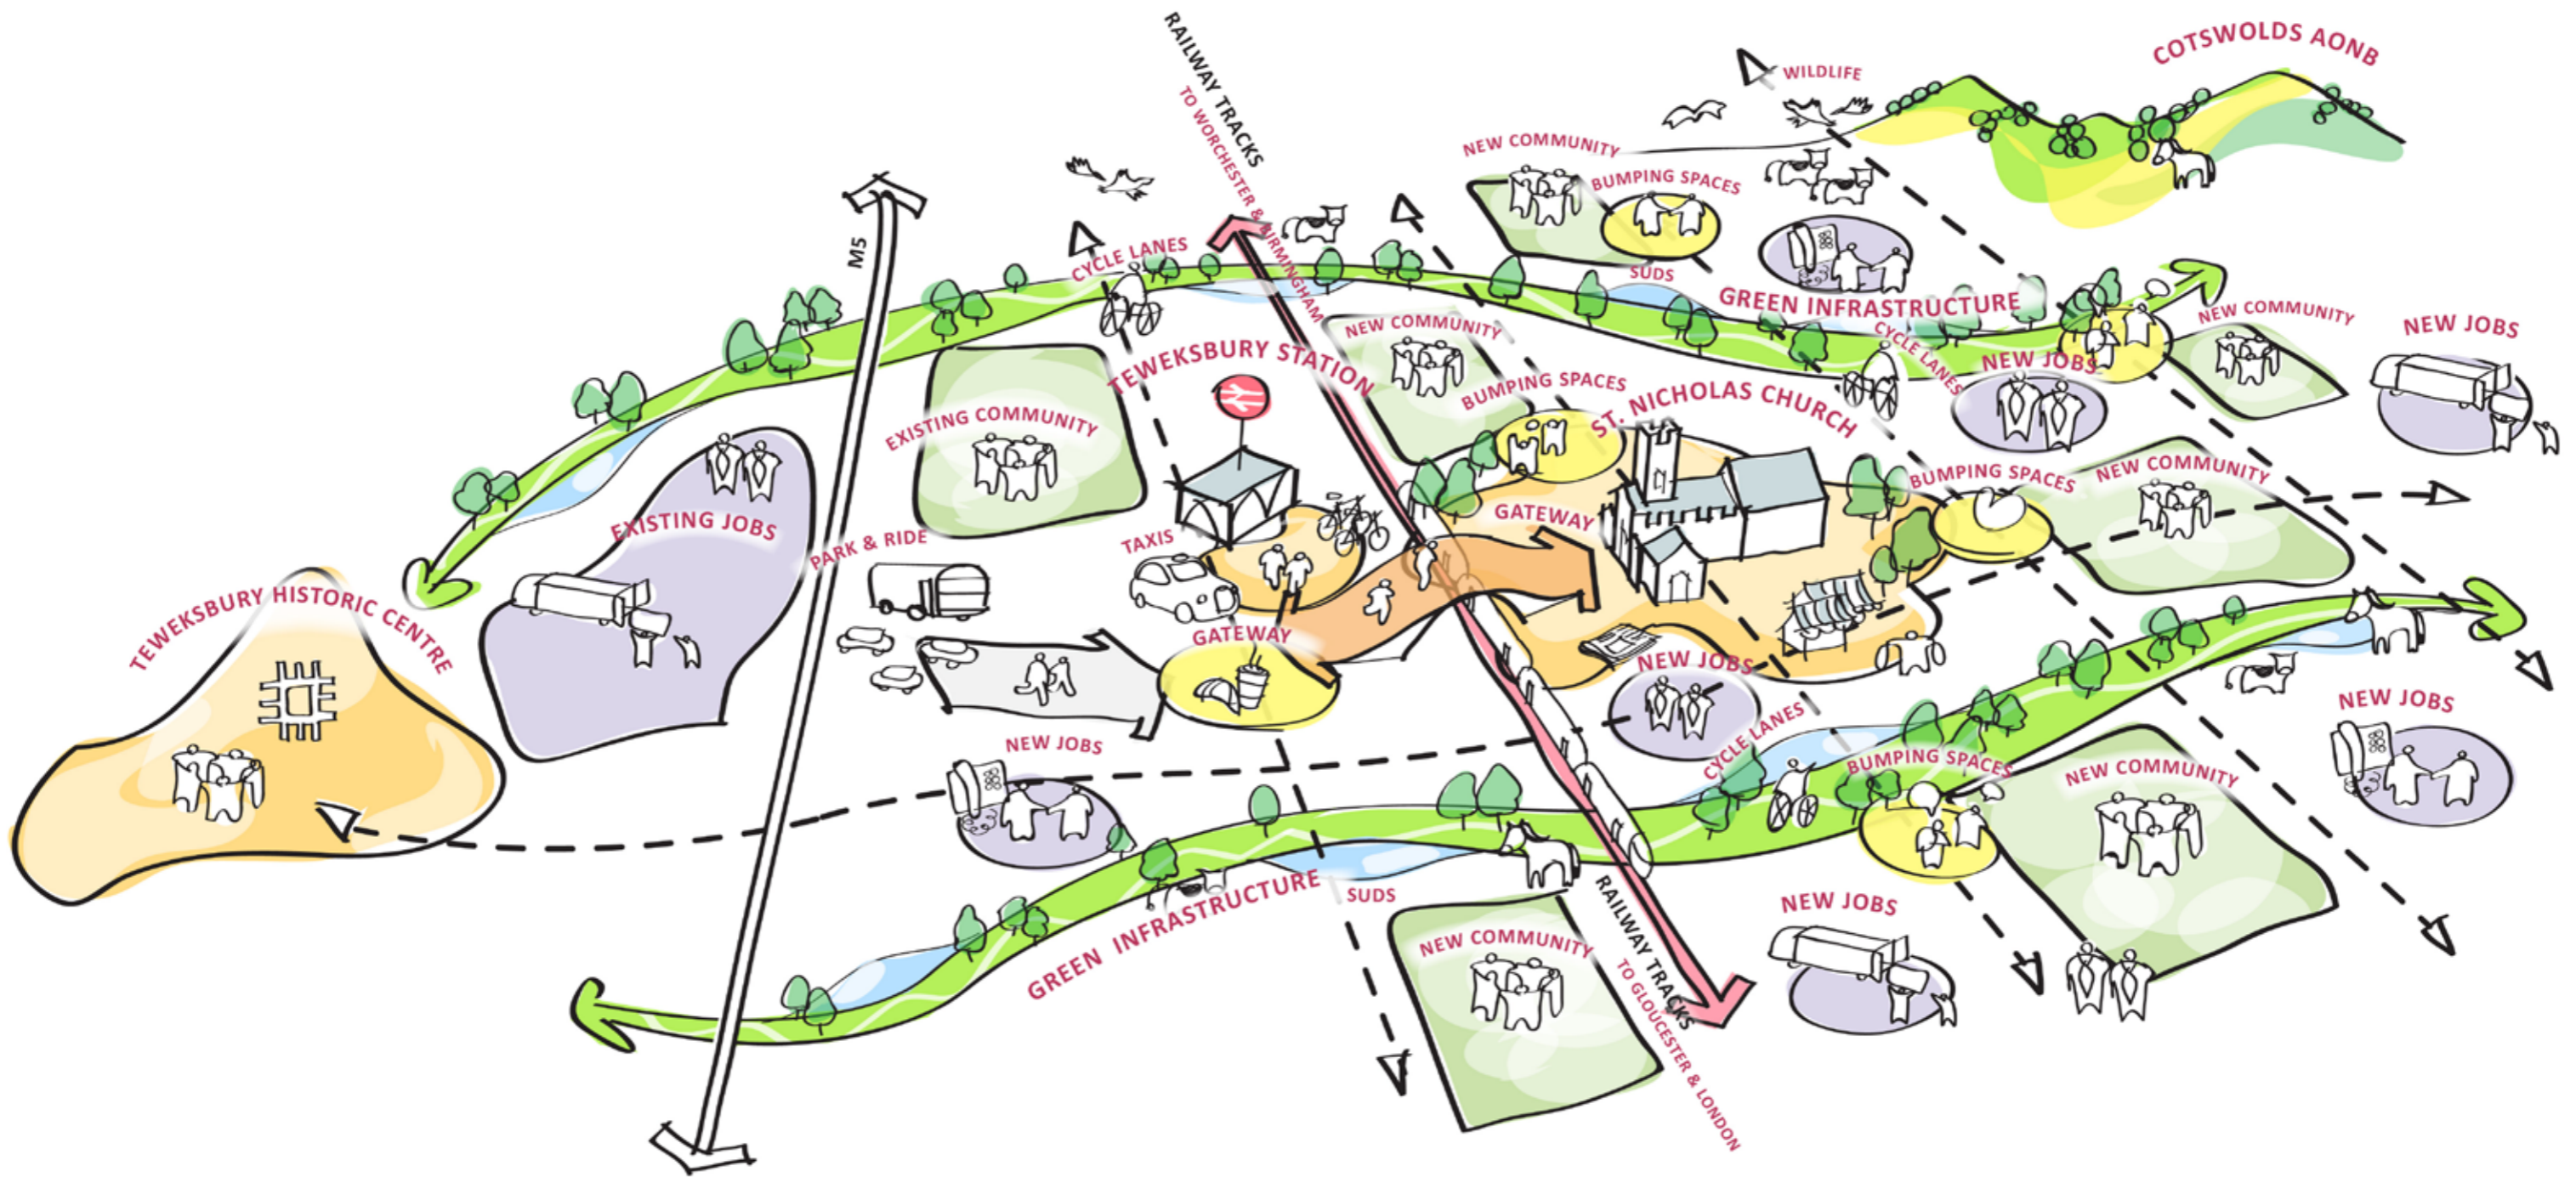 COTSWOLDS AONB
RAILWAY TRACKS
TO WORCHESTER & BIRMINGHAM
WILDLIFE
NEW COMMUNITY
BUMPING SPACES
M5
CYCLE LANES
SUDS
GREEN INFRASTRUCTURE
NEW COMMUNITY
NEW JOBS
NEW COMMUNITY
CYCLE LANES
NEW JOBS
TEWEKSBURY STATION
BUMPING SPACES
ST. NICHOLAS CHURCH
EXISTING COMMUNITY
BUMPING SPACES
NEW COMMUNITY
EXISTING JOBS
PARK & RIDE
TAXIS
GATEWAY
TEWEKSBURY HISTORIC CENTRE
GATEWAY
NEW JOBS
NEW JOBS
NEW JOBS
CYCLE LANES
BUMPING SPACES
NEW COMMUNITY
GREEN INFRASTRUCTURE
SUDS
NEW COMMUNITY
RAILWAY TRACKS
TO GLOUCESTER & LONDON
NEW JOBS